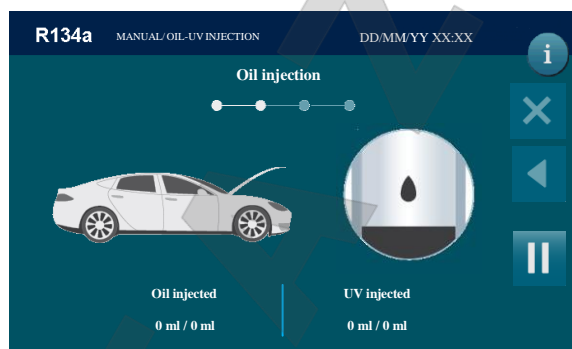 R134a MANUAL/ OIL-UV INJECTION DD/MM/YY XX:XX
i
Oil injection
Oil injected UV injected
0 ml / 0 ml 0 ml / 0 ml